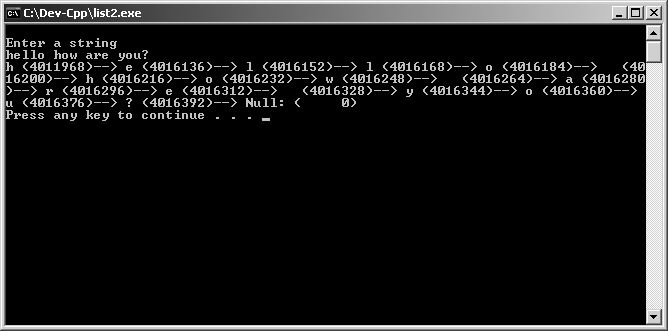 C:\Dev-Cpp\list2.exe
Enter a string
hello how are you?
h (4011968)--> e (4016136)--> l (4016152)--> l (4016168)--> o (4016184)-->   (40
16200)--> h (4016216)--> o (4016232)--> w (4016248)-->   (4016264)--> a (4016280
)--> r (4016296)--> e (4016312)-->   (4016328)--> y (4016344)--> o (4016360)-->
u (4016376)--> ? (4016392)--> Null: (      0)
Press any key to continue . . . _